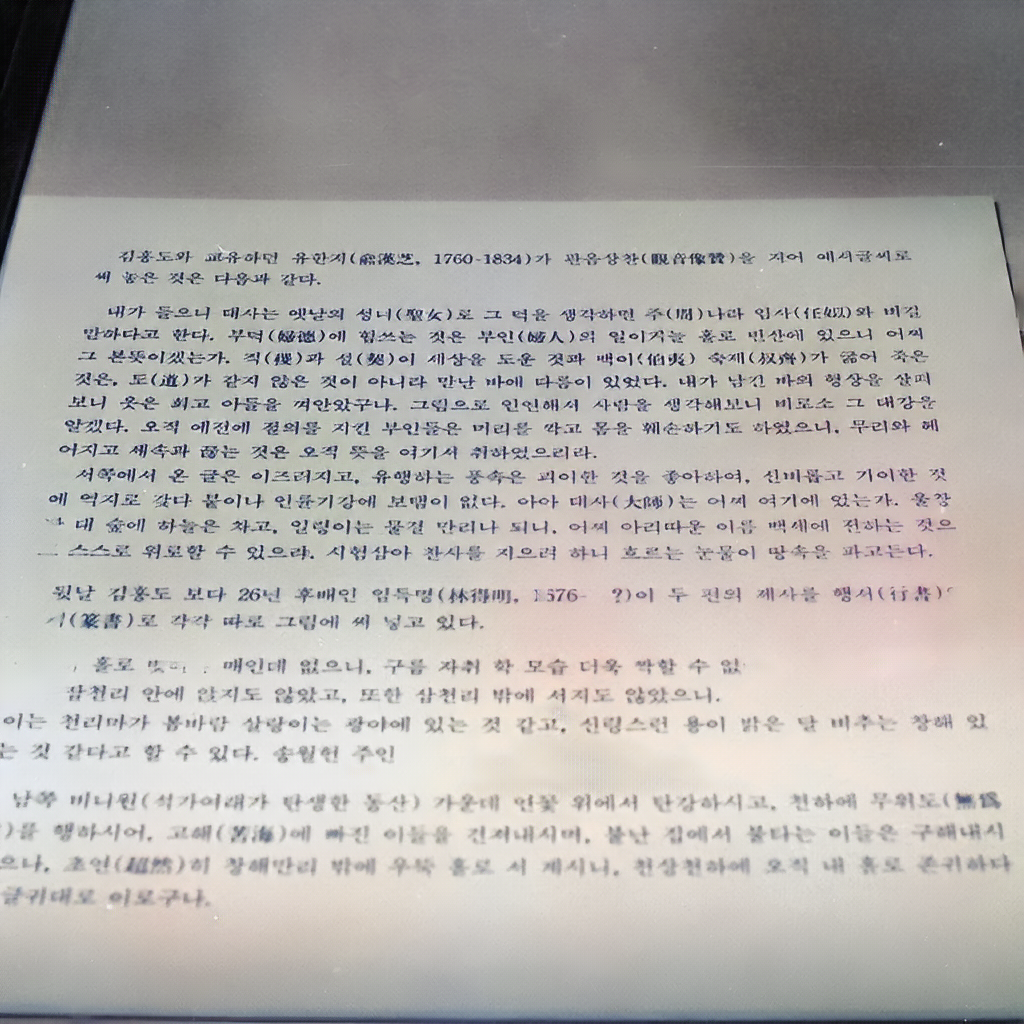 김홍도와 교유하던 유한지(兪漢芝, 1760-1834)가 관음상찬(觀音像贊)을 지어 예서글씨로
써 놓은 것은 다음과 같다.
내가 들으니 대사는 옛날의 성녀(聖女)로 그 덕을 생각하면 주(周)나라 임사(任姒)와 비길
만하다고 한다. 부덕(婦德)에 힘쓰는 것은 부인(婦人)의 일이거늘 홀로 빈산에 있으니 어찌
그 본뜻이겠는가. 직(稷)과 설(契)이 세상을 도운 것과 백이(伯夷) 숙제(叔齊)가 굶어 죽은
것은, 도(道)가 같지 않은 것이 아니라 만난 바에 다름이 있었다. 내가 남긴 바의 형상을 살펴
보니 옷은 희고 아들을 껴안았구나. 그림으로 인연해서 사람을 생각해보니 비로소 그 대강을
알겠다. 오직 예전에 절의를 지킨 부인들은 머리를 깎고 몸을 훼손하기도 하였으니, 무리와 헤
어지고 세속과 끊는 것은 오직 뜻을 여기서 취하였으리라.
서쪽에서 온 글은 이즈러지고, 유행하는 풍속은 괴이한 것을 좋아하여, 신비롭고 기이한 것
에 억지로 갖다 붙이나 인륜기강에 보탬이 없다. 아아 대사(大師)는 어찌 여기에 있는가. 울창
대 숲에 하늘은 차고, 일렁이는 물결 만리나 되니, 어찌 아리따운 이름 백세에 전하는 것으
스스로 위로할 수 있으랴. 시험삼아 찬사를 지으려 하니 흐르는 눈물이 땅속을 파고든다.
뒷날 김홍도 보다 26년 후배인 임득명(林得明, ?)이 두 편의 제사를 행서(行書)
(篆書)로 각각 따로 그림에 써 넣고 있다.
홀로 매인데 없으니, 구름 자취 학 모습 더욱 짝할 수 없
삼천리 안에 앉지도 않았고, 또한 삼천리 밖에 서지도 않았으니.
이는 천리마가 봄바람 살랑이는 광야에 있는 것 같고, 신령스런 용이 밝은 달 비추는 창해 있
는 것 같다고 할 수 있다. 송월헌 주인
남쪽 비니원(석가여래가 탄생한 동산) 가운데 연꽃 위에서 탄강하시고, 천하에 무위도(無爲
)를 행하시어, 고해(苦海)에 빠진 이들을 건져내시며, 불난 집에서 불타는 이들은 구해내시
으나, 초연(超然)히 창해만리 밖에 우뚝 홀로 서 계시니, 천상천하에 오직 내 홀로 존귀하다
글귀대로 이로구나.